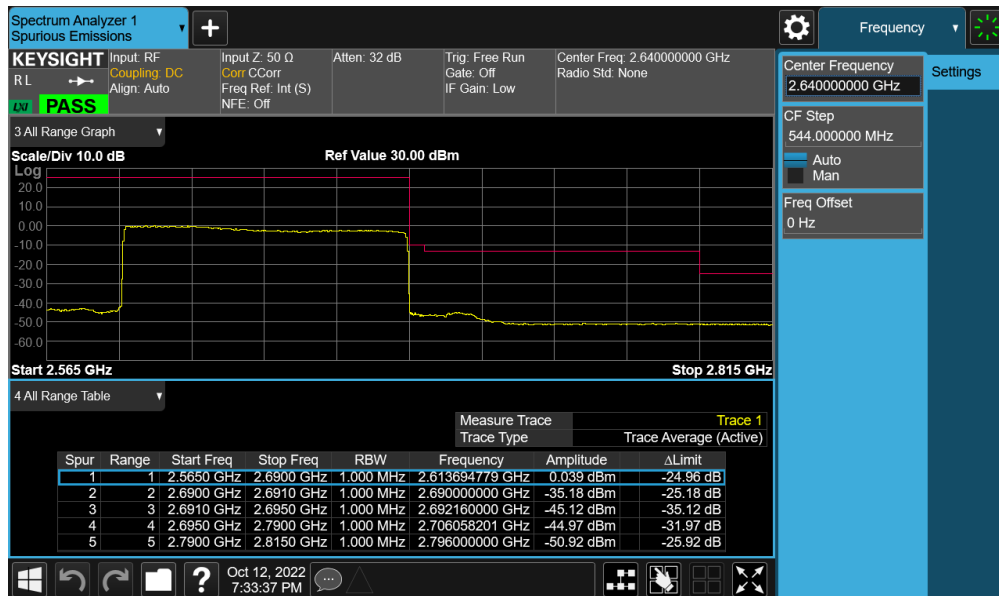 Spectrum Analyzer 1
Spurious Emissions
Frequency
KEYSIGHT Input: RF Input Z: 50 Ω Atten: 32 dB Trig: Free Run Center Freq: 2.640000000 GHz
R L Coupling: DC Corr CCorr Gate: Off Radio Std: None
Align: Auto Freq Ref: Int (S) IF Gain: Low
LXI PASS NFE: Off
Center Frequency
2.640000000 GHz
Settings
CF Step
544.000000 MHz
Auto
Man
Freq Offset
0 Hz
3 All Range Graph
Scale/Div 10.0 dB Ref Value 30.00 dBm
Log
20.0
10.0
0.00
-10.0
-20.0
-30.0
-40.0
-50.0
-60.0
Start 2.565 GHz Stop 2.815 GHz
4 All Range Table
Measure Trace Trace 1
Trace Type Trace Average (Active)
Spur Range Start Freq Stop Freq RBW Frequency Amplitude ΔLimit
1 1 2.5650 GHz 2.6900 GHz 1.000 MHz 2.613694779 GHz 0.039 dBm -24.96 dB
2 2 2.6900 GHz 2.6910 GHz 1.000 MHz 2.690000000 GHz -35.18 dBm -25.18 dB
3 3 2.6910 GHz 2.6950 GHz 1.000 MHz 2.692160000 GHz -45.12 dBm -35.12 dB
4 4 2.6950 GHz 2.7900 GHz 1.000 MHz 2.706058201 GHz -44.97 dBm -31.97 dB
5 5 2.7900 GHz 2.8150 GHz 1.000 MHz 2.796000000 GHz -50.92 dBm -25.92 dB
Oct 12, 2022
7:33:37 PM